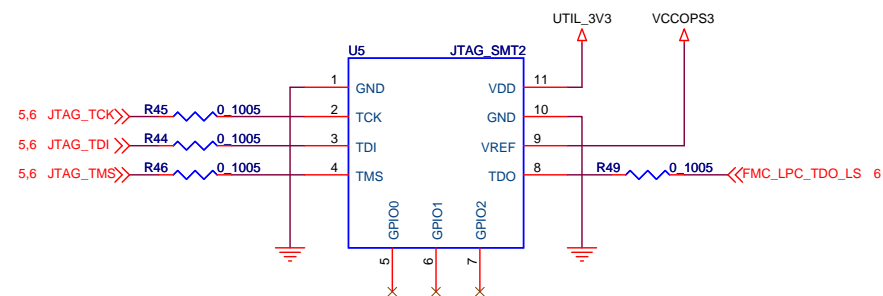 UTIL_3V3 VCCOPS3
U5 JTAG_SMT2
1 GND VDD 11
5,6 JTAG_TCK R45 0_1005 2 TCK GND 10
5,6 JTAG_TDI R44 0_1005 3 TDI VREF 9
5,6 JTAG_TMS R46 0_1005 4 TMS TDO 8 R49 0_1005 FMC_LPC_TDO_LS 6
GPIO0 GPIO1 GPIO2
5 6 7